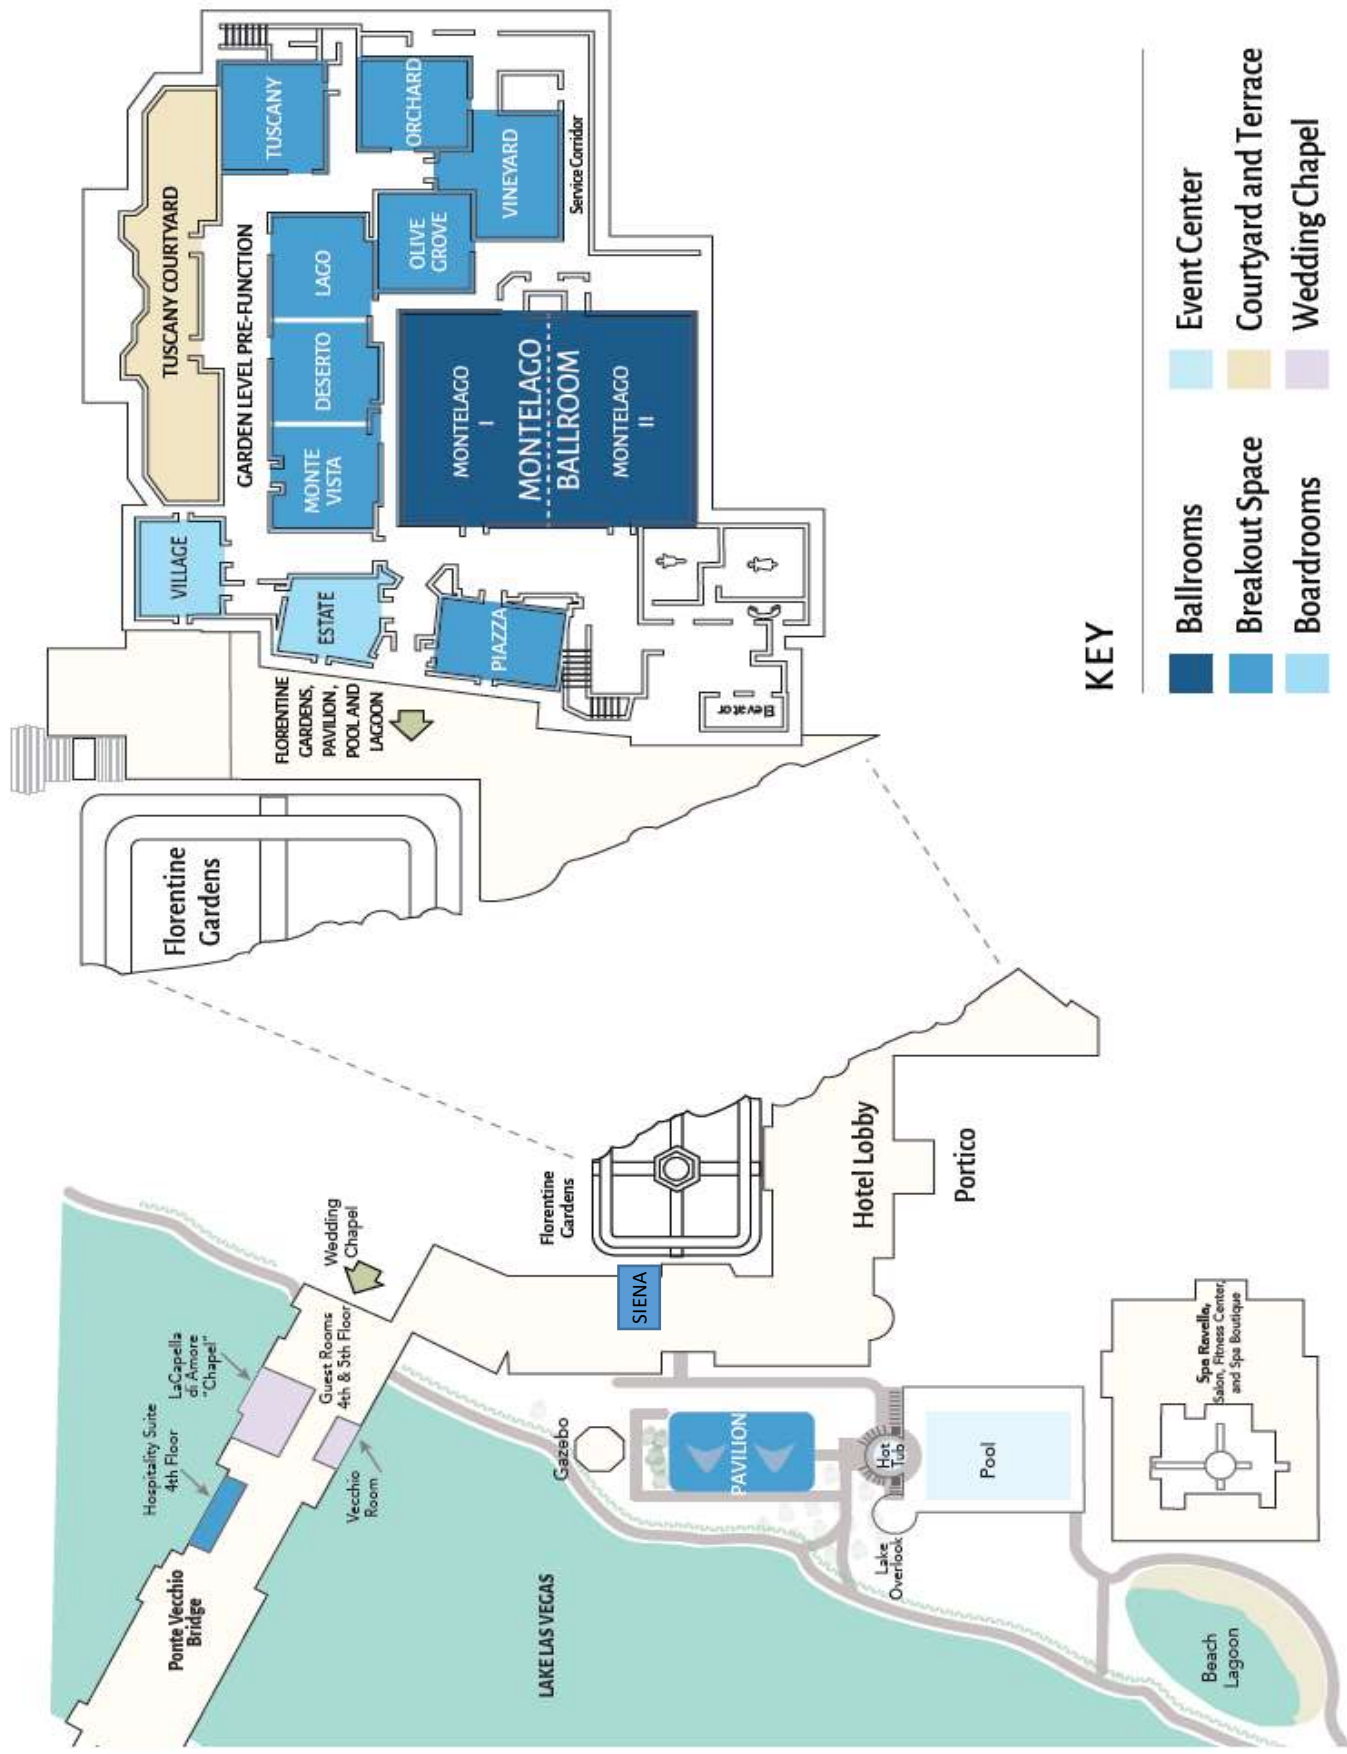 TUSCANY COURTYARD
TUSCANY
ORCHARD
VINEYARD
Service Corridor
GARDEN LEVEL PRE-FUNCTION
LAGO
OLIVE
GROVE
DESERTO
MONTE
VISTA
MONTELAGO
I
MONTELAGO
BALLROOM
MONTELAGO
II
VILLAGE
ESTATE
PIAZZA
Elevator
FLORENTINE
GARDENS,
PAVILION,
POOL AND
LAGOON
Florentine
Gardens
KEY
Ballrooms
Breakout Space
Boardrooms
Event Center
Courtyard and Terrace
Wedding Chapel
Florentine
Gardens
Hotel Lobby
Portico
SIENA
Wedding
Chapel
Guest Rooms
4th & 5th Floor
LaCapella
di Amore
"Chapel"
Hospitality Suite
4th Floor
Vecchio
Room
Ponte Vecchio
Bridge
LAKE LAS VEGAS
Gazebo
PAVILION
Hot
Tub
Pool
Lake
Overlook
Spa Ravella,
Salon, Fitness Center,
and Spa Boutique
Beach
Lagoon